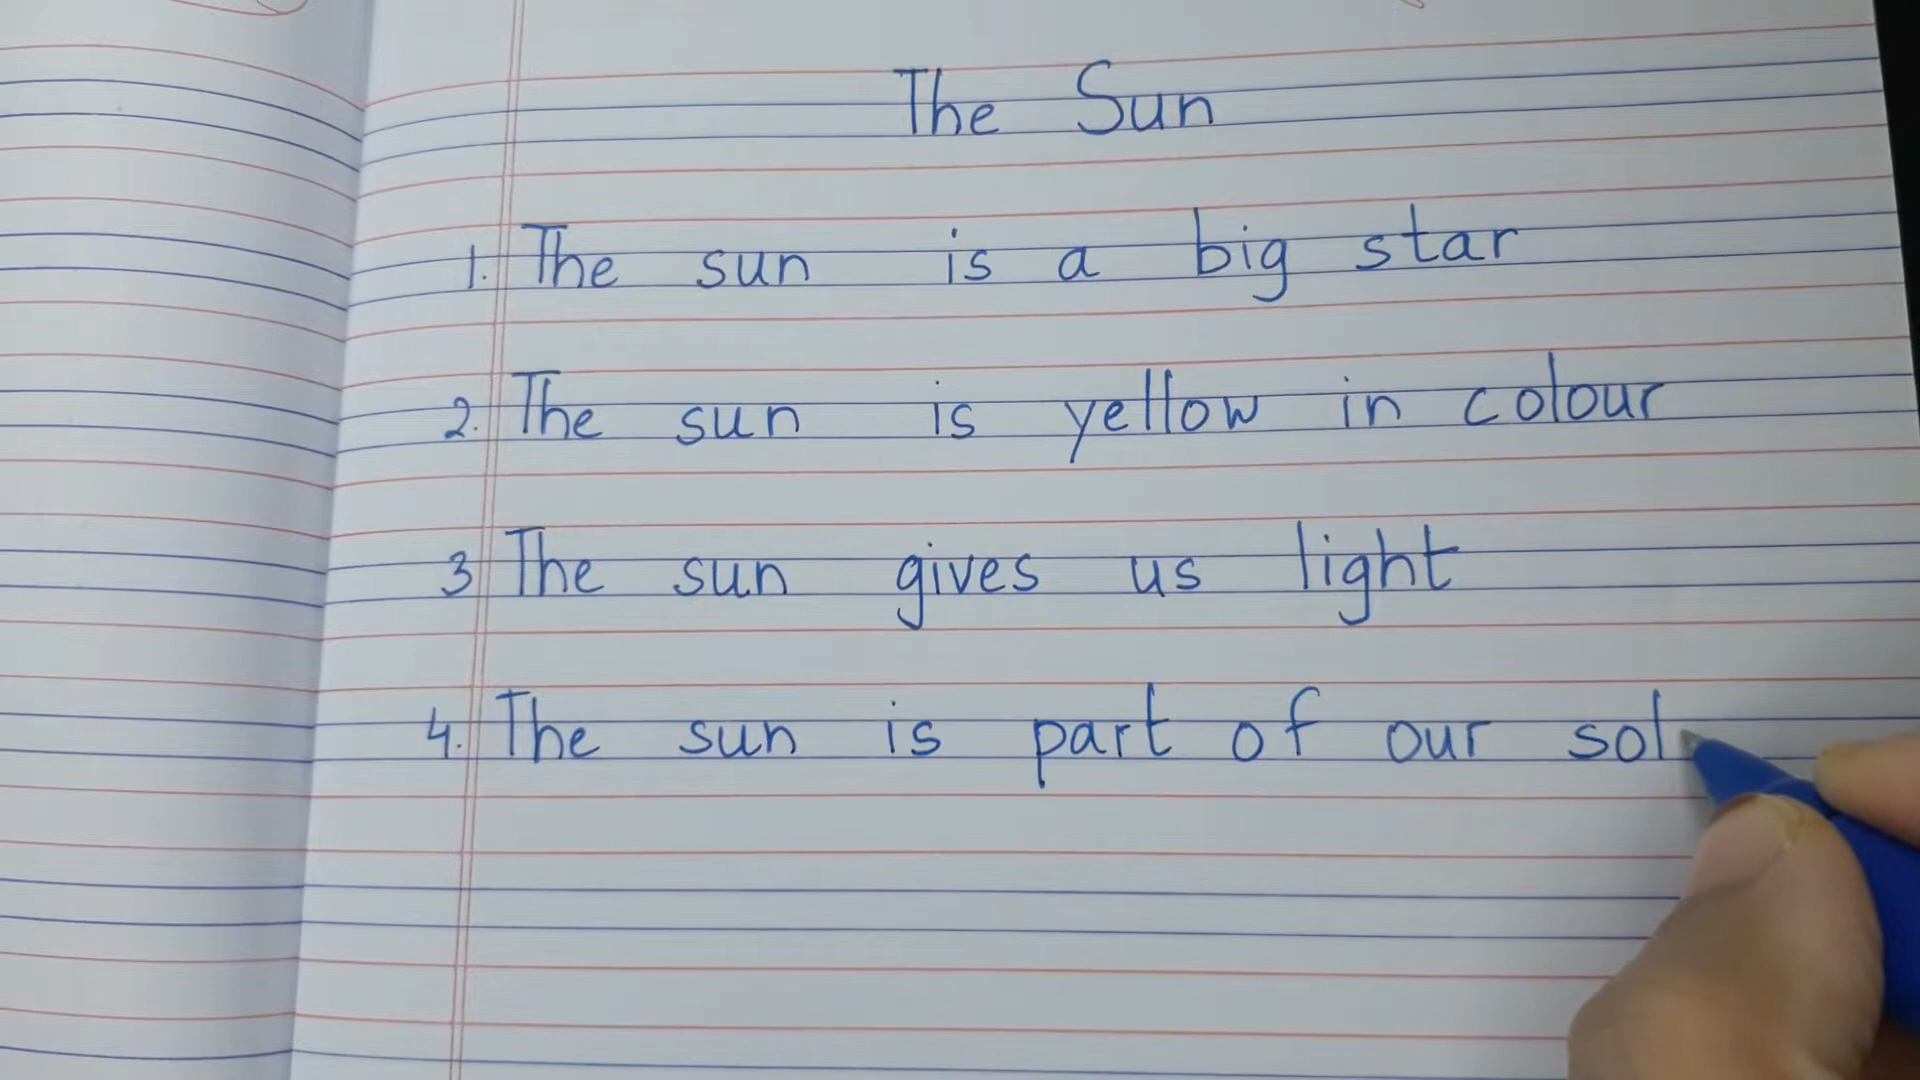 The Sun
1. The sun is a big star
2. The sun is yellow in colour
3 The sun gives us light
4. The sun is part of our sol